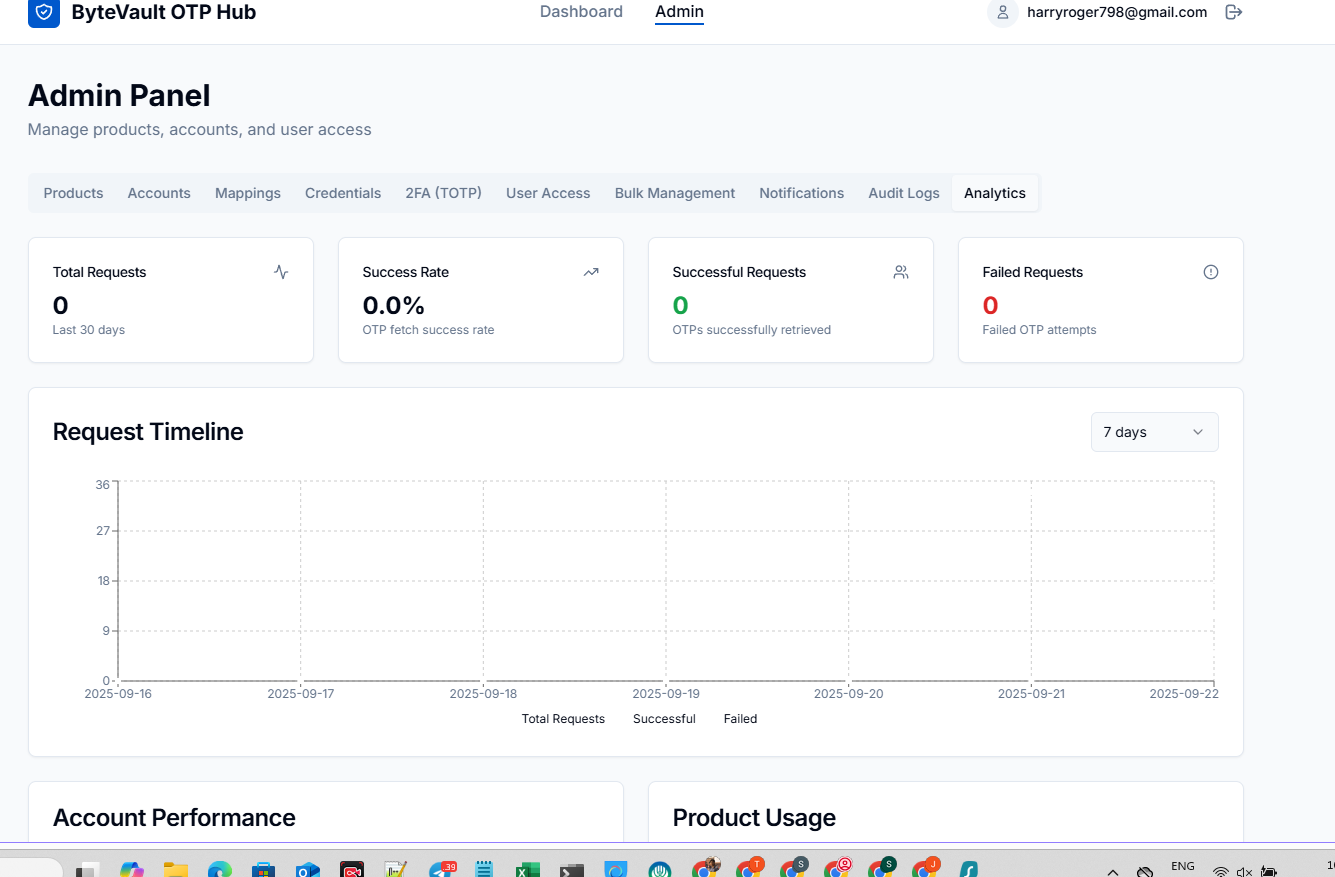 ByteVault OTP Hub
Dashboard
Admin
harryroger798@gmail.com
Admin Panel
Manage products, accounts, and user access
Products
Accounts
Mappings
Credentials
2FA (TOTP)
User Access
Bulk Management
Notifications
Audit Logs
Analytics
Total Requests
0
Last 30 days
Success Rate
0.0%
OTP fetch success rate
Successful Requests
0
OTPs successfully retrieved
Failed Requests
0
Failed OTP attempts
Request Timeline
7 days
36
27
18
9
0
2025-09-16
2025-09-17
2025-09-18
2025-09-19
2025-09-20
2025-09-21
2025-09-22
Total Requests
Successful
Failed
Account Performance
Product Usage
39
T
S
S
J
ENG